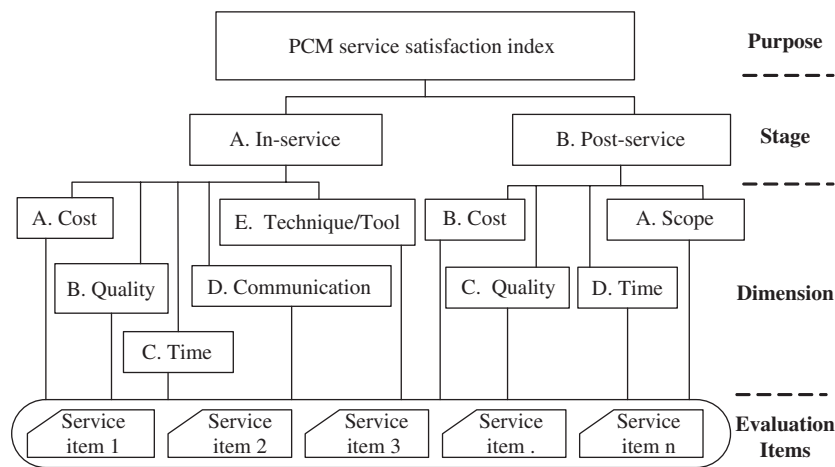 PCM service satisfaction index
Purpose
A. In-service
B. Post-service
Stage
A. Cost
E. Technique/Tool
B. Cost
A. Scope
B. Quality
D. Communication
C. Quality
D. Time
Dimension
C. Time
Service
item 1
Service
item 2
Service
item 3
Service
item .
Service
item n
Evaluation
Items